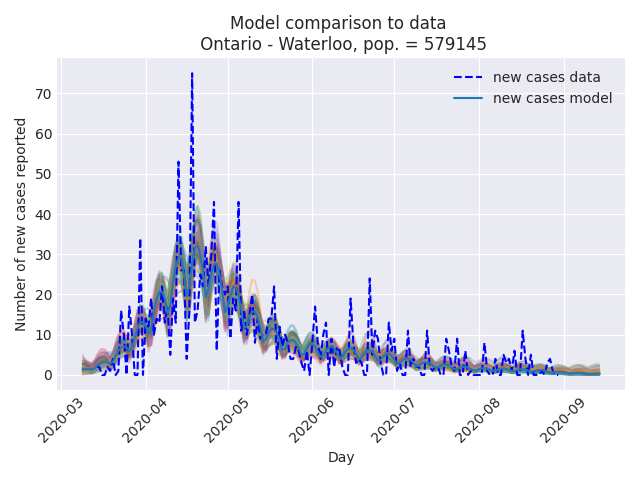 Model comparison to data
Ontario - Waterloo, pop. = 579145
new cases data
new cases model
Number of new cases reported
70
60
50
40
30
20
10
0
2020-03
2020-04
2020-05
2020-06
2020-07
2020-08
2020-09
Day